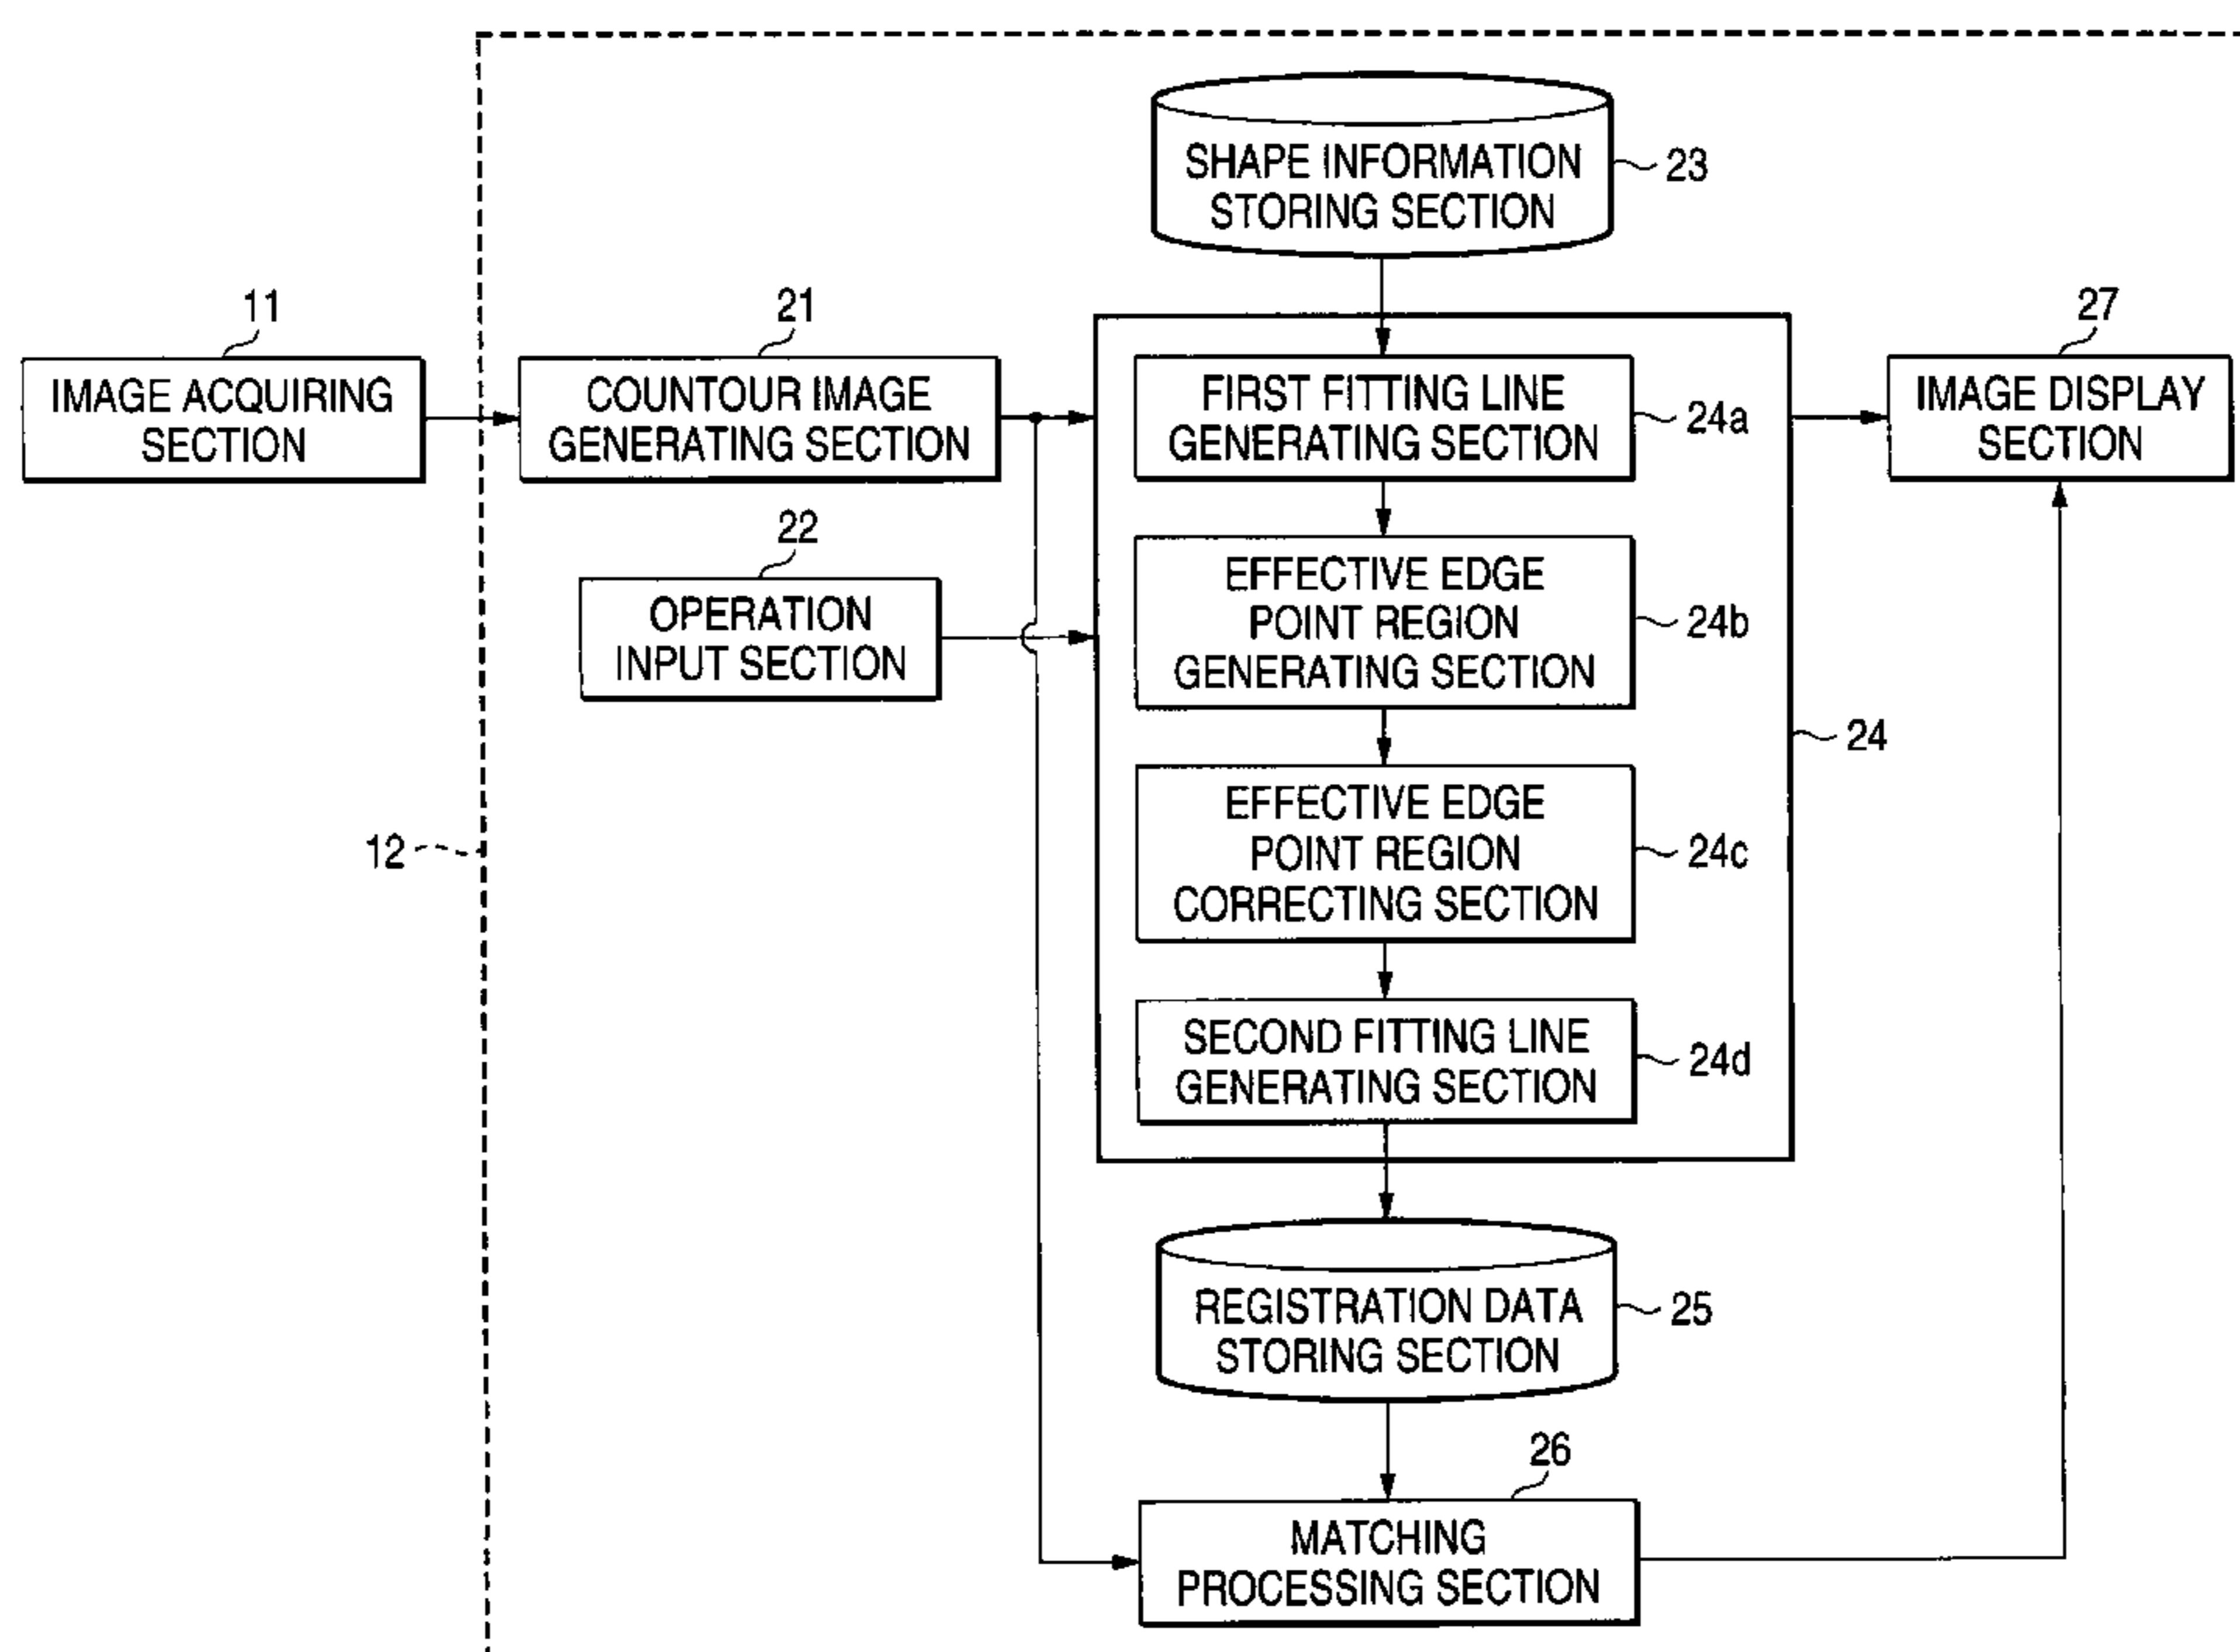 SHAPE INFORMATION
STORING SECTION
23
11
21
27
IMAGE ACQUIRING
SECTION
COUNTOUR IMAGE
GENERATING SECTION
FIRST FITTING LINE
GENERATING SECTION
24a
IMAGE DISPLAY
SECTION
22
OPERATION
INPUT SECTION
EFFECTIVE EDGE
POINT REGION
GENERATING SECTION
24b
24
12
EFFECTIVE EDGE
POINT REGION
CORRECTING SECTION
24c
SECOND FITTING LINE
GENERATING SECTION
24d
REGISTRATION DATA
STORING SECTION
25
26
MATCHING
PROCESSING SECTION